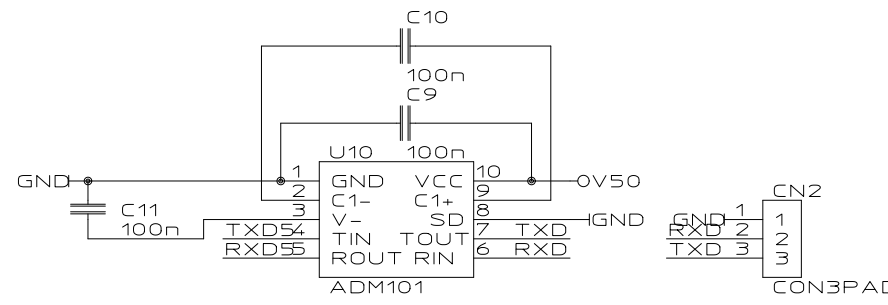 C10
100n
C9
100n
U10
GND
1
GND
VCC
10
0V50
2
C1-
C1+
9
3
V-
SD
8
GND
C11
100n
TXD5
4
TIN
TOUT
7
TXD
RXD5
5
ROUT
RIN
6
RXD
ADM101
CN2
GND
1
1
RXD
2
2
TXD
3
3
CON3PAD